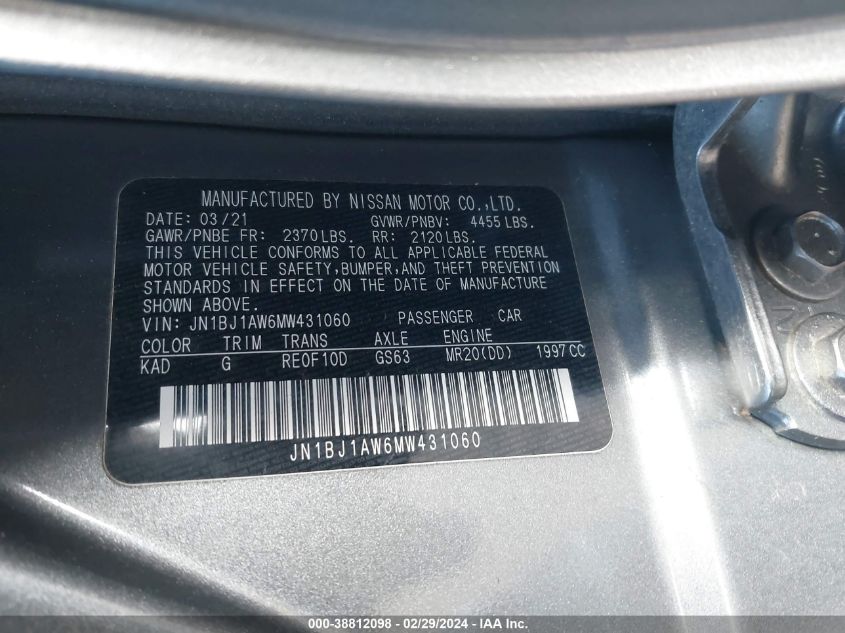 MANUFACTURED BY NISSAN MOTOR CO.,LTD.
DATE: 03/21 GVWR/PNBV: 4455 LBS.
GAWR/PNBE FR: 2370 LBS. RR: 2120 LBS.
THIS VEHICLE CONFORMS TO ALL APPLICABLE FEDERAL
MOTOR VEHICLE SAFETY, BUMPER, AND THEFT PREVENTION
STANDARDS IN EFFECT ON THE DATE OF MANUFACTURE
SHOWN ABOVE.
VIN: JN1BJ1AW6MW431060 PASSENGER CAR
COLOR TRIM TRANS AXLE ENGINE
KAD G RE0F10D GS63 MR20(DD) 1997CC
JN1BJ1AW6MW431060
000-38812098 - 02/29/2024 - IAA Inc.